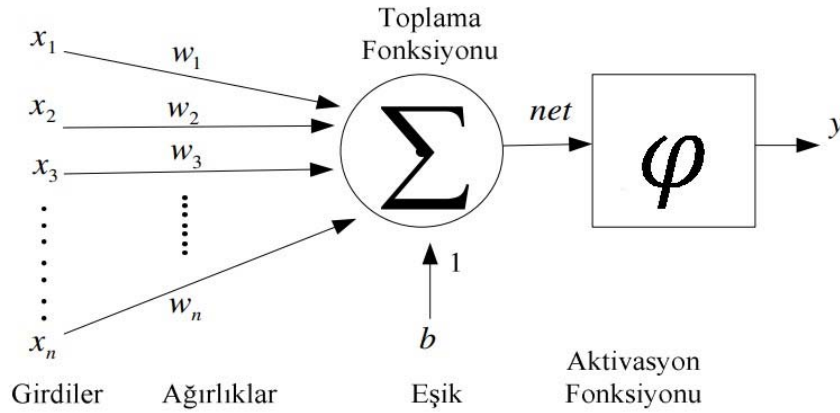 Toplama
Fonksiyonu
x₁
w₁
x₂
w₂
x₃
w₃
xₙ
wₙ
Σ
net
φ
y
1
b
Girdiler
Ağırlıklar
Eşik
Aktivasyon
Fonksiyonu